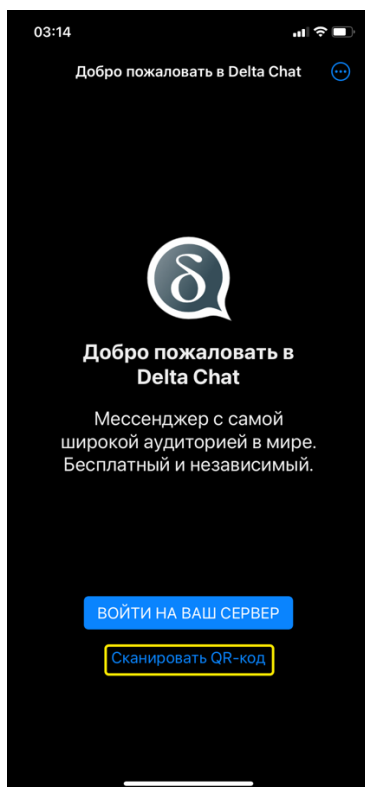 03:14
Добро пожаловать в Delta Chat
δ
Добро пожаловать в
Delta Chat
Мессенджер с самой
широкой аудиторией в мире.
Бесплатный и независимый.
ВОЙТИ НА ВАШ СЕРВЕР
Сканировать QR-код